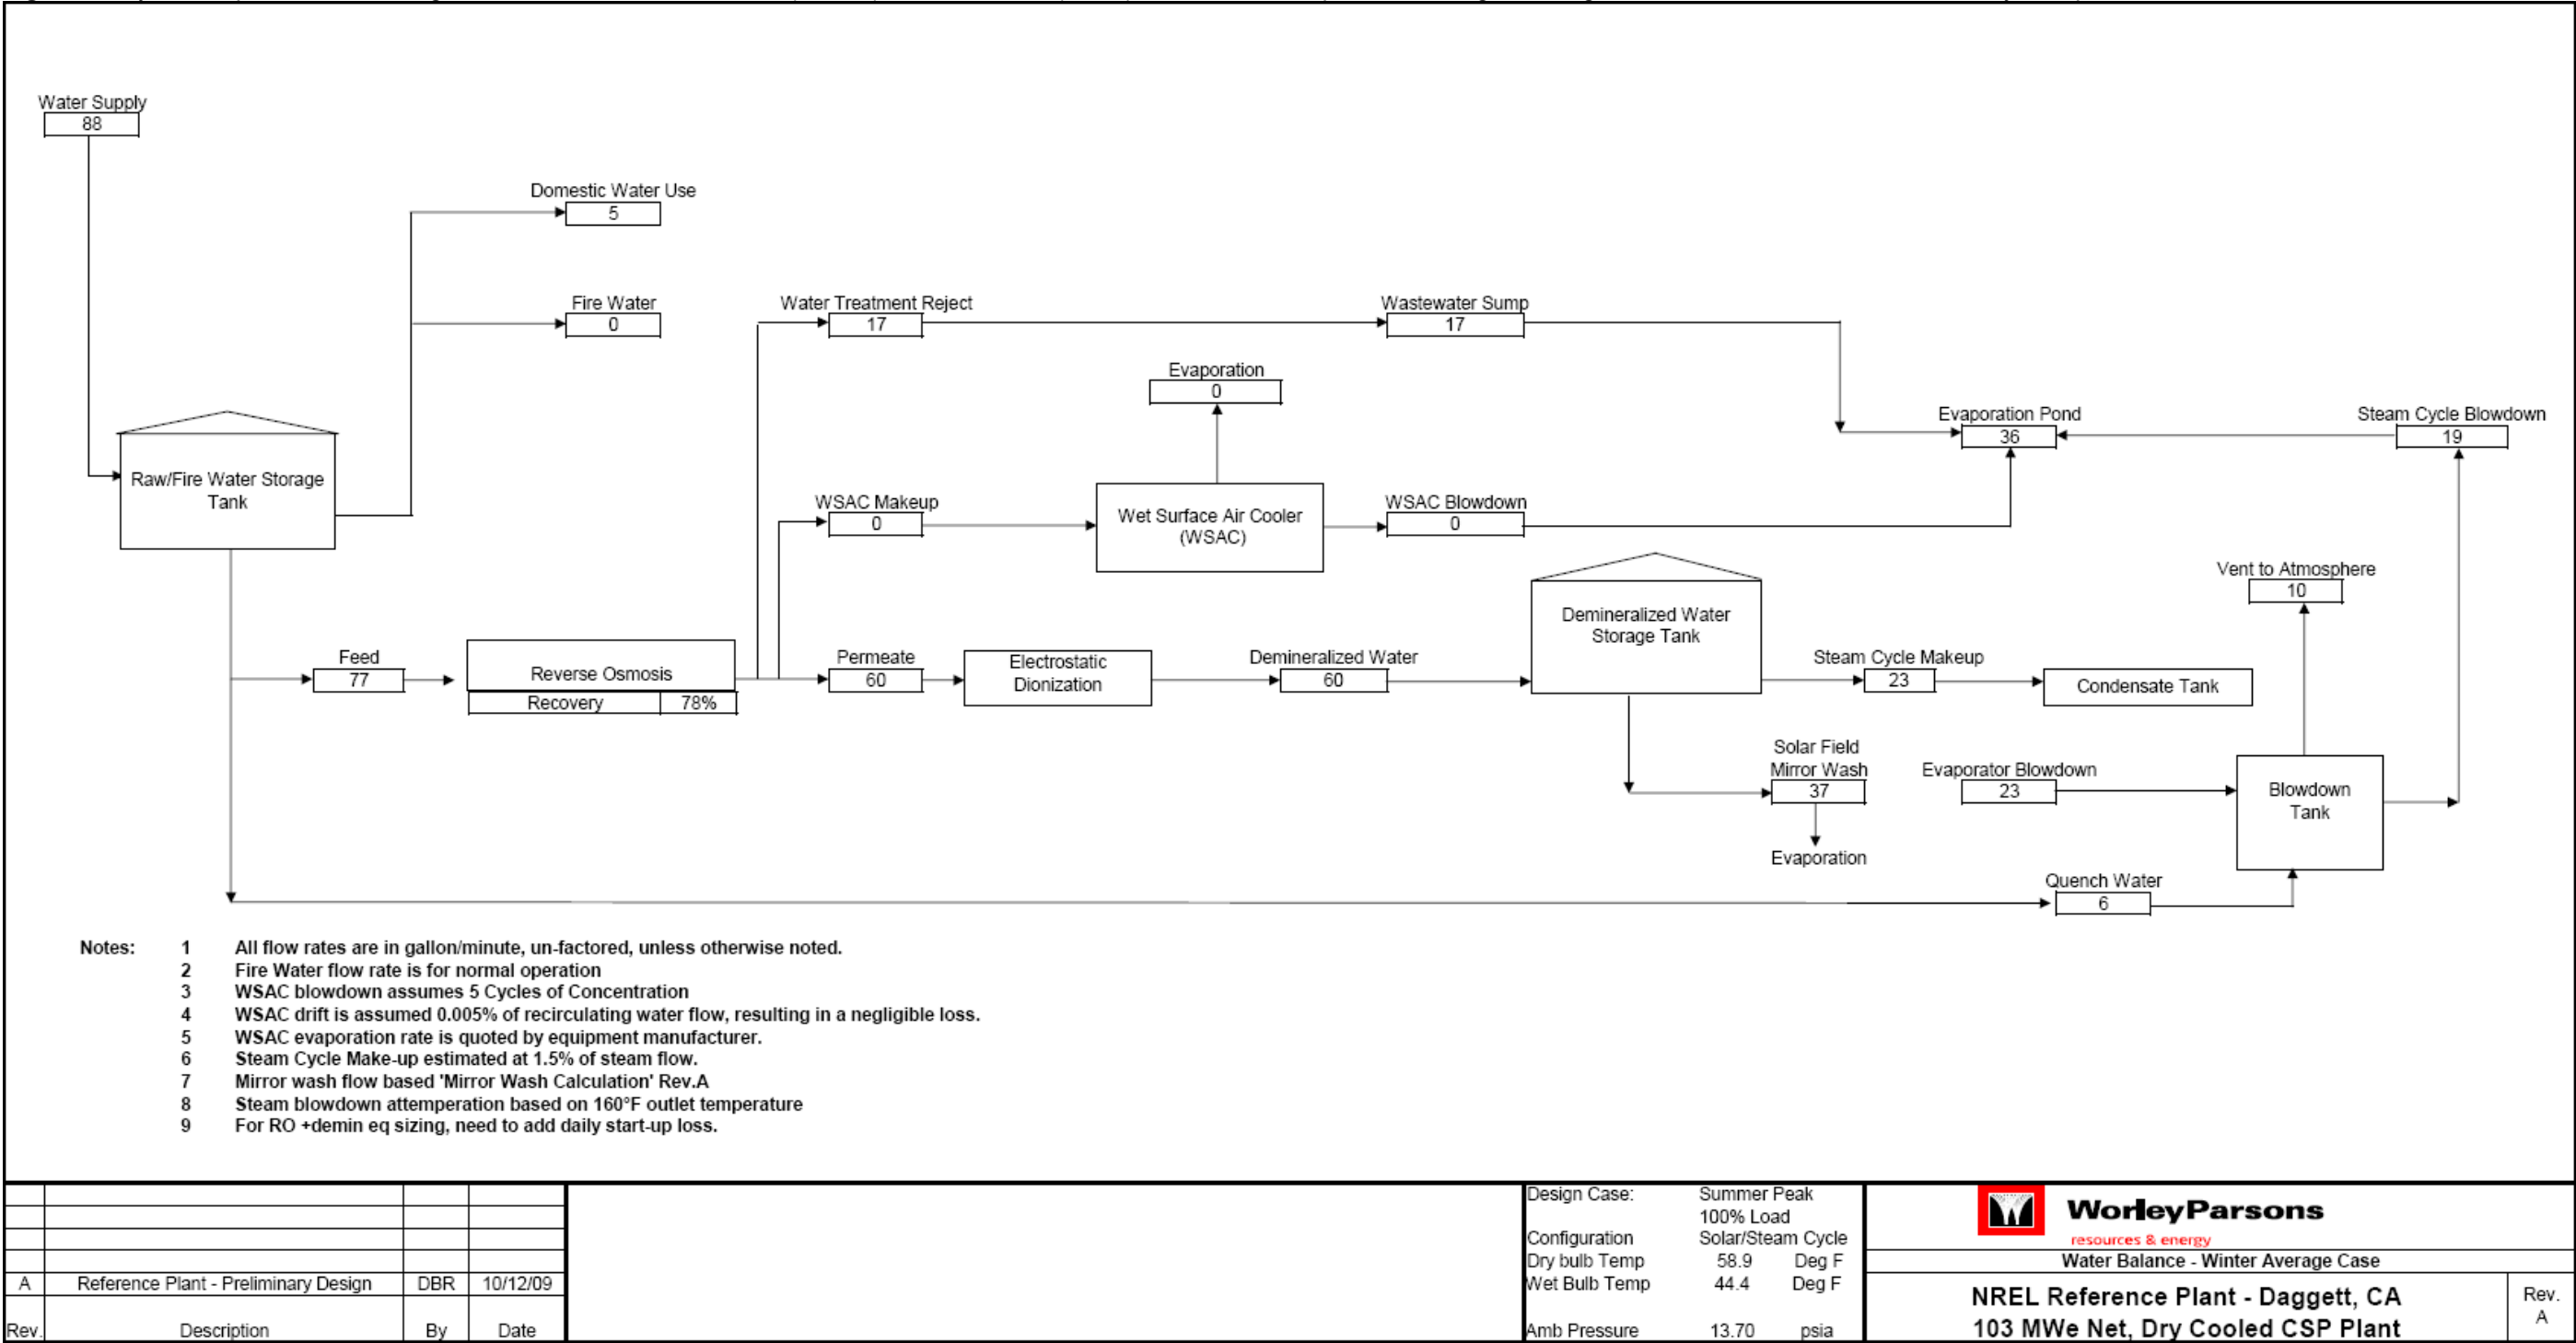 Water Supply
88
Domestic Water Use
5
Fire Water
0
Water Treatment Reject
17
Wastewater Sump
17
Evaporation
0
Evaporation Pond
36
Steam Cycle Blowdown
19
Raw/Fire Water Storage
Tank
WSAC Makeup
0
Wet Surface Air Cooler
(WSAC)
WSAC Blowdown
0
Vent to Atmosphere
10
Demineralized Water
Storage Tank
Feed
77
Reverse Osmosis
Recovery 78%
Permeate
60
Electrostatic
Dionization
Demineralized Water
60
Steam Cycle Makeup
23
Condensate Tank
Solar Field
Mirror Wash
37
Evaporation
Evaporator Blowdown
23
Blowdown
Tank
Quench Water
6
Notes:
1 All flow rates are in gallon/minute, un-factored, unless otherwise noted.
2 Fire Water flow rate is for normal operation
3 WSAC blowdown assumes 5 Cycles of Concentration
4 WSAC drift is assumed 0.005% of recirculating water flow, resulting in a negligible loss.
5 WSAC evaporation rate is quoted by equipment manufacturer.
6 Steam Cycle Make-up estimated at 1.5% of steam flow.
7 Mirror wash flow based 'Mirror Wash Calculation' Rev.A
8 Steam blowdown attemperation based on 160°F outlet temperature
9 For RO +demin eq sizing, need to add daily start-up loss.
A Reference Plant - Preliminary Design DBR 10/12/09
Rev. Description By Date
Design Case: Summer Peak
100% Load
Configuration Solar/Steam Cycle
Dry bulb Temp 58.9 Deg F
Wet Bulb Temp 44.4 Deg F
Amb Pressure 13.70 psia
WorleyParsons
resources & energy
Water Balance - Winter Average Case
NREL Reference Plant - Daggett, CA
103 MWe Net, Dry Cooled CSP Plant
Rev.
A